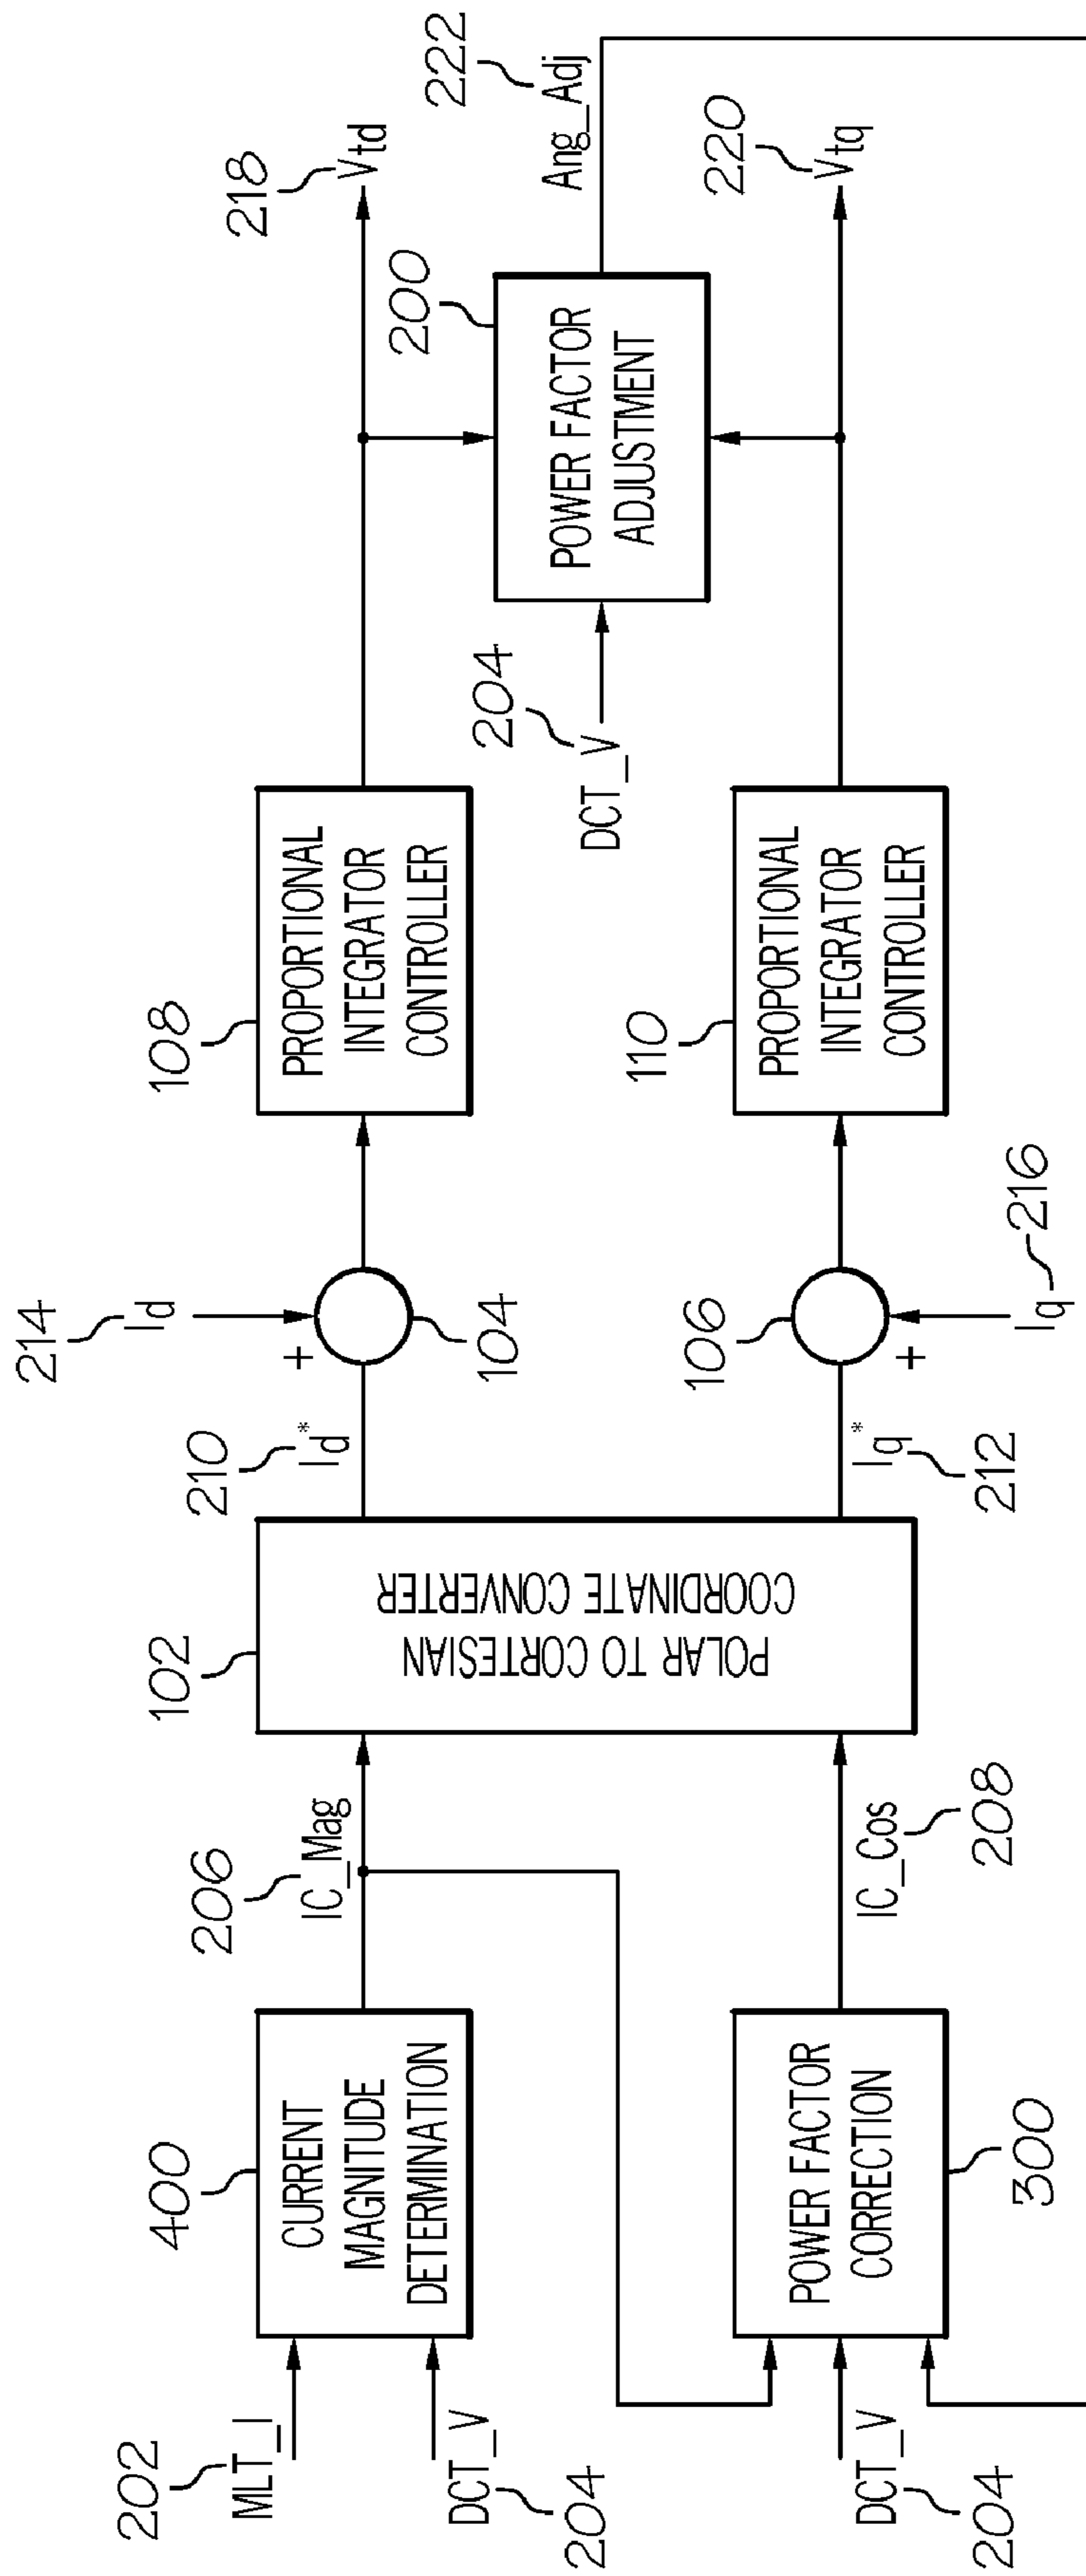 202
MLT_I
DCT_V
204
400
CURRENT
MAGNITUDE
DETERMINATION
206
IC_Mag
DCT_V
204
POWER FACTOR
CORRECTION
300
IC_Cos
208
102
POLAR TO CORTESIAN
COORDINATE CONVERTER
210
Id*
Iq*
212
214
Id
+
104
106
+
Iq
216
108
PROPORTIONAL
INTEGRATOR
CONTROLLER
110
PROPORTIONAL
INTEGRATOR
CONTROLLER
204
DCT_V
200
POWER FACTOR
ADJUSTMENT
218
Vtd
222
Ang_Adj
220
Vtq